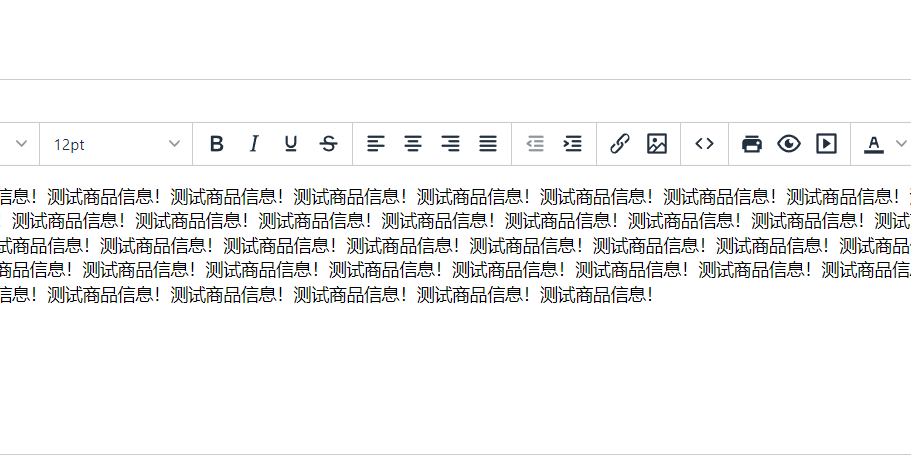 12pt B I U S A
信息！测试商品信息！测试商品信息！测试商品信息！测试商品信息！测试商品信息！测试商品信息！测试商品信息！
！测试商品信息！测试商品信息！测试商品信息！测试商品信息！测试商品信息！测试商品信息！测试商品信息！测试
试商品信息！测试商品信息！测试商品信息！测试商品信息！测试商品信息！测试商品信息！测试商品信息！测试商品
商品信息！测试商品信息！测试商品信息！测试商品信息！测试商品信息！测试商品信息！测试商品信息！测试商品信
信息！测试商品信息！测试商品信息！测试商品信息！测试商品信息！测试商品信息！